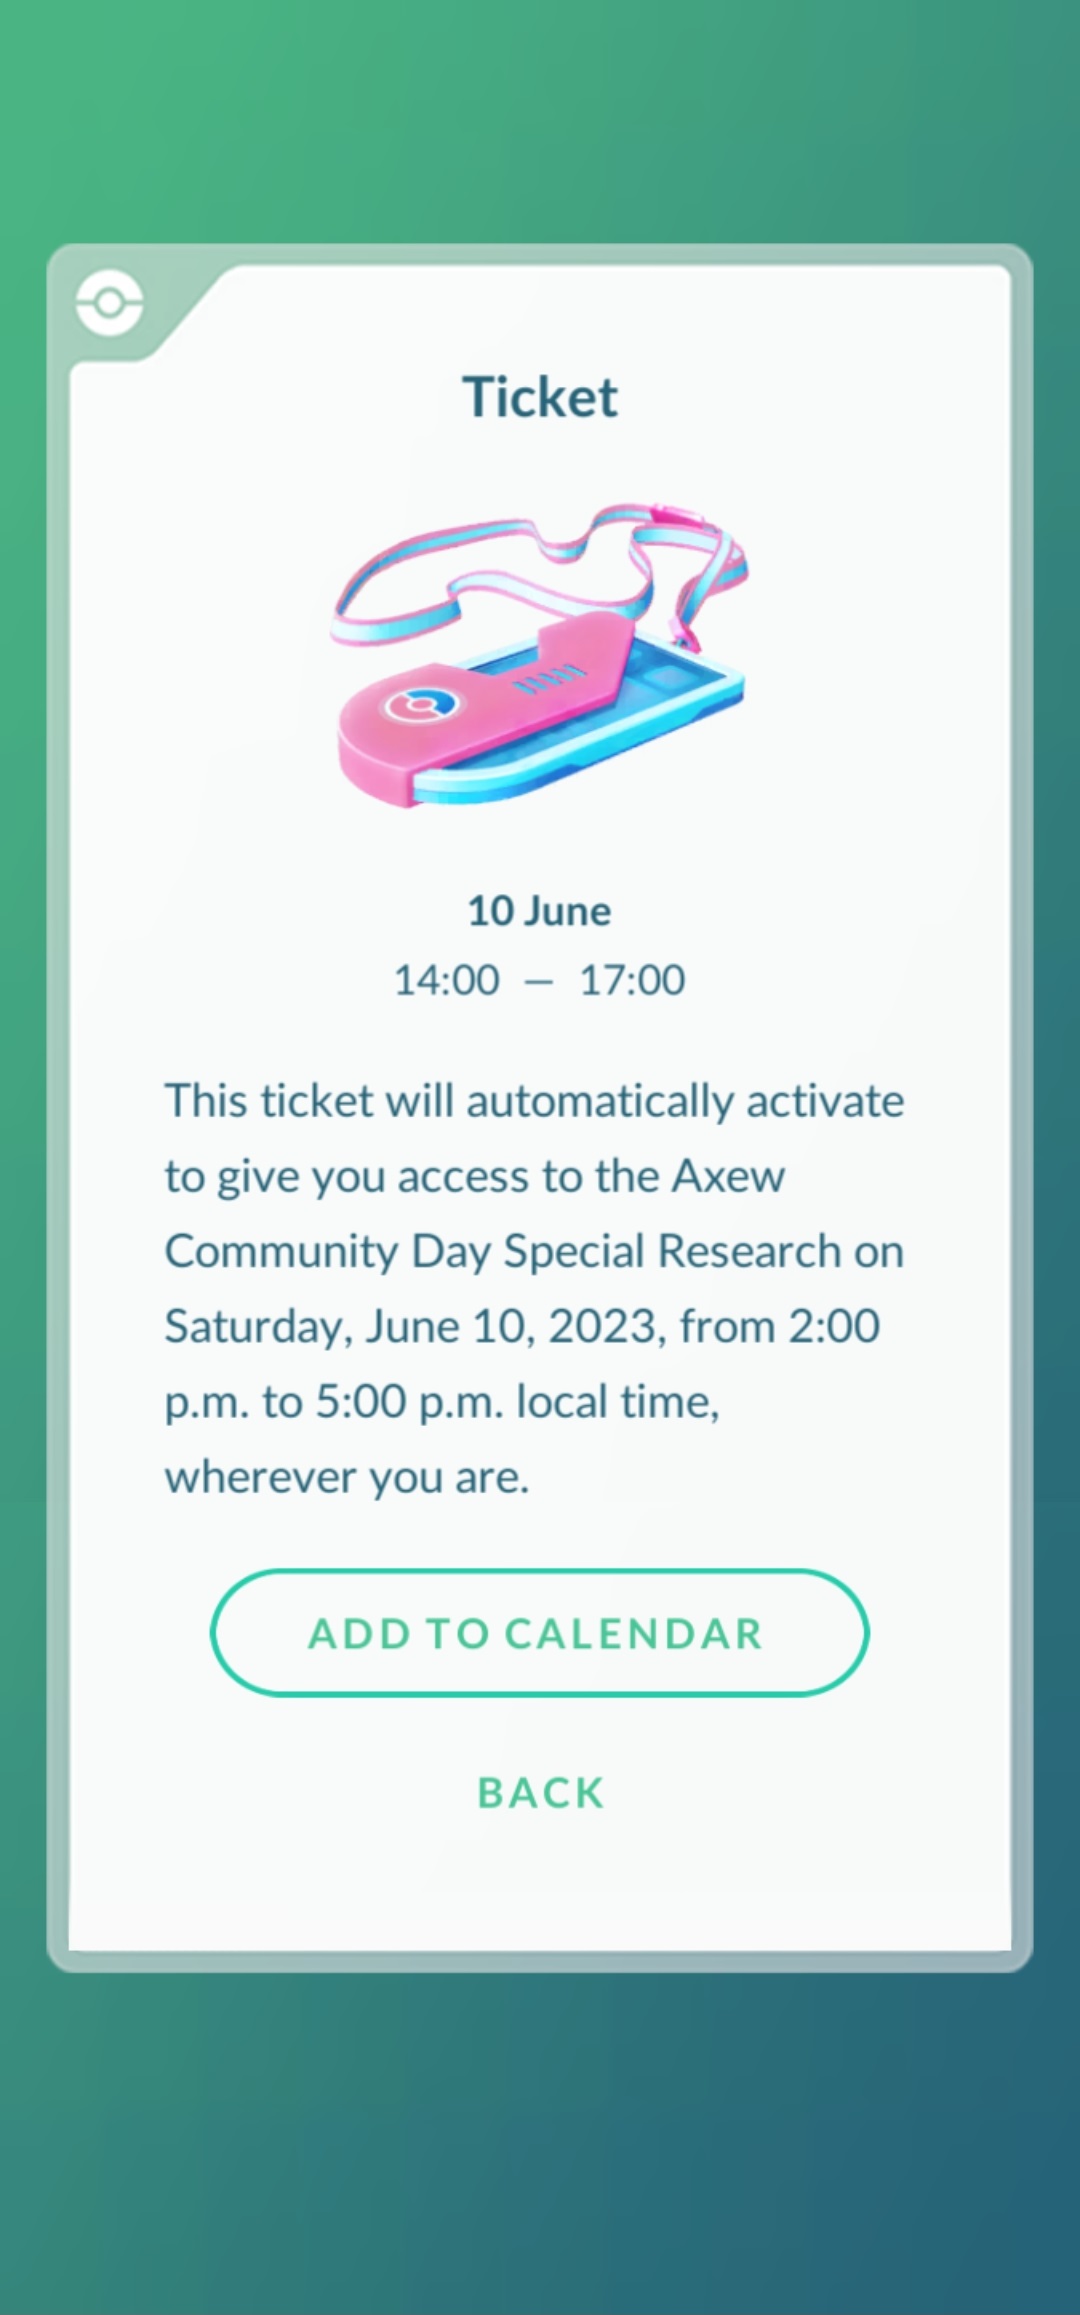 Ticket
10 June
14:00 — 17:00
This ticket will automatically activate
to give you access to the Axew
Community Day Special Research on
Saturday, June 10, 2023, from 2:00
p.m. to 5:00 p.m. local time,
wherever you are.
ADD TO CALENDAR
BACK